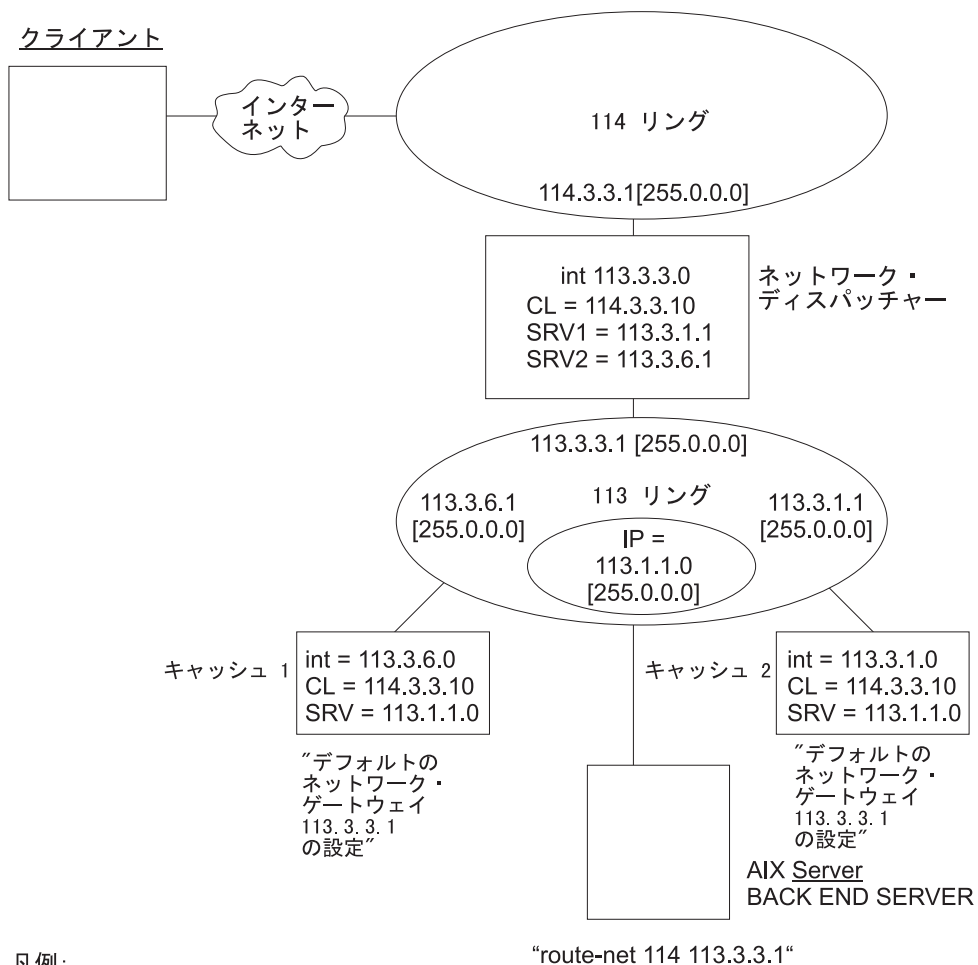 クライアント
インター
ネット
114 リング
114.3.3.1[255.0.0.0]
int 113.3.3.0
CL = 114.3.3.10
SRV1 = 113.3.1.1
SRV2 = 113.3.6.1
ネットワーク・
ディスパッチャー
113.3.3.1 [255.0.0.0]
113.3.6.1
[255.0.0.0]
113 リング
113.3.1.1
[255.0.0.0]
IP =
113.1.1.0
[255.0.0.0]
キャッシュ 1
int = 113.3.6.0
CL = 114.3.3.10
SRV = 113.1.1.0
キャッシュ 2
int = 113.3.1.0
CL = 114.3.3.10
SRV = 113.1.1.0
"デフォルトの
ネットワーク・
ゲートウェイ
113.3.3.1
の設定"
"デフォルトの
ネットワーク・
ゲートウェイ
113.3.3.1
の設定"
AIX Server
BACK END SERVER
“route-net 114 113.3.3.1“
凡例: